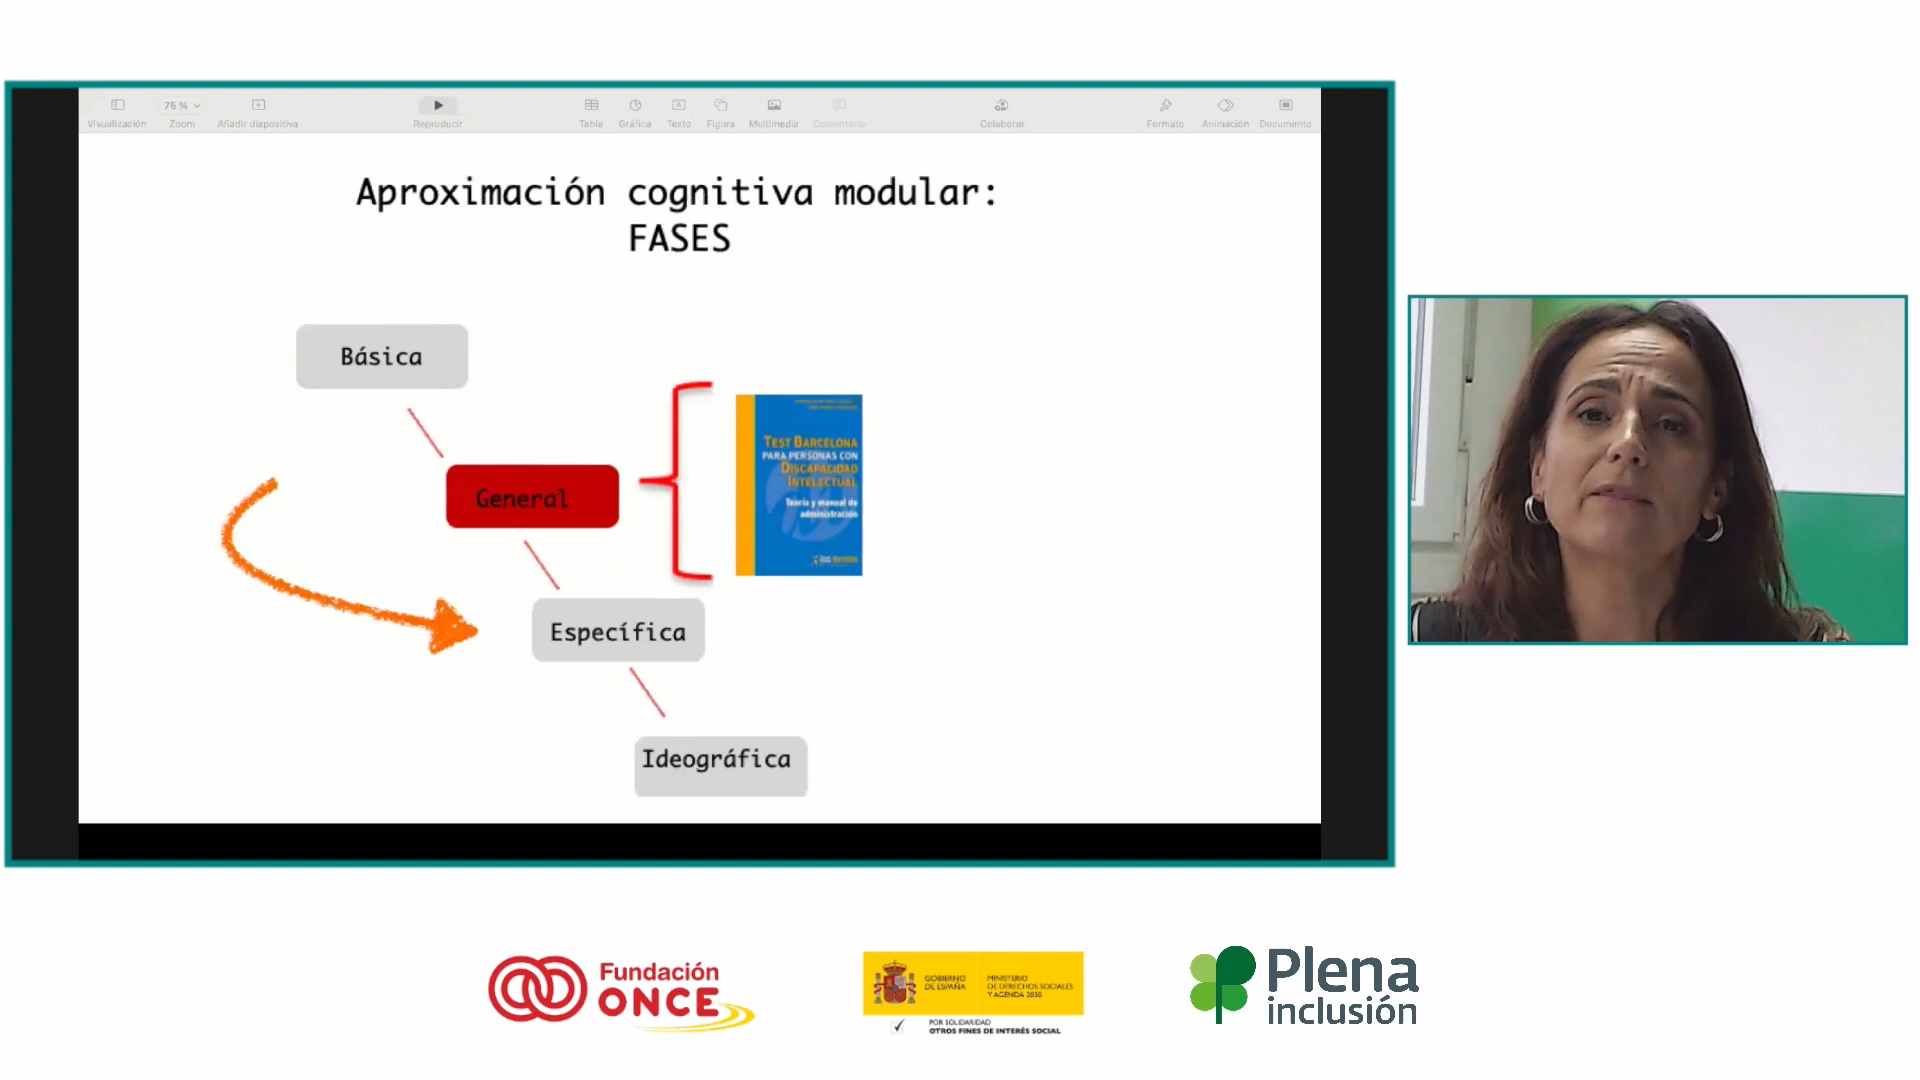 Visualización
75 %
Zoom
Añadir diapositiva
Reproducir
Tabla
Gráfica
Texto
Figura
Multimedia
Comentario
Colaborar
Formato
Animación
Documento
Aproximación cognitiva modular:
FASES
Básica
General
Específica
Ideográfica
TEST BARCELONA
PARA PERSONAS CON
DISCAPACIDAD
INTELECTUAL
Teoría y manual de
administración
Fundación
ONCE
GOBIERNO
DE ESPAÑA
MINISTERIO
DE DERECHOS SOCIALES
Y AGENDA 2030
POR SOLIDARIDAD
OTROS FINES DE INTERÉS SOCIAL
Plena
inclusión